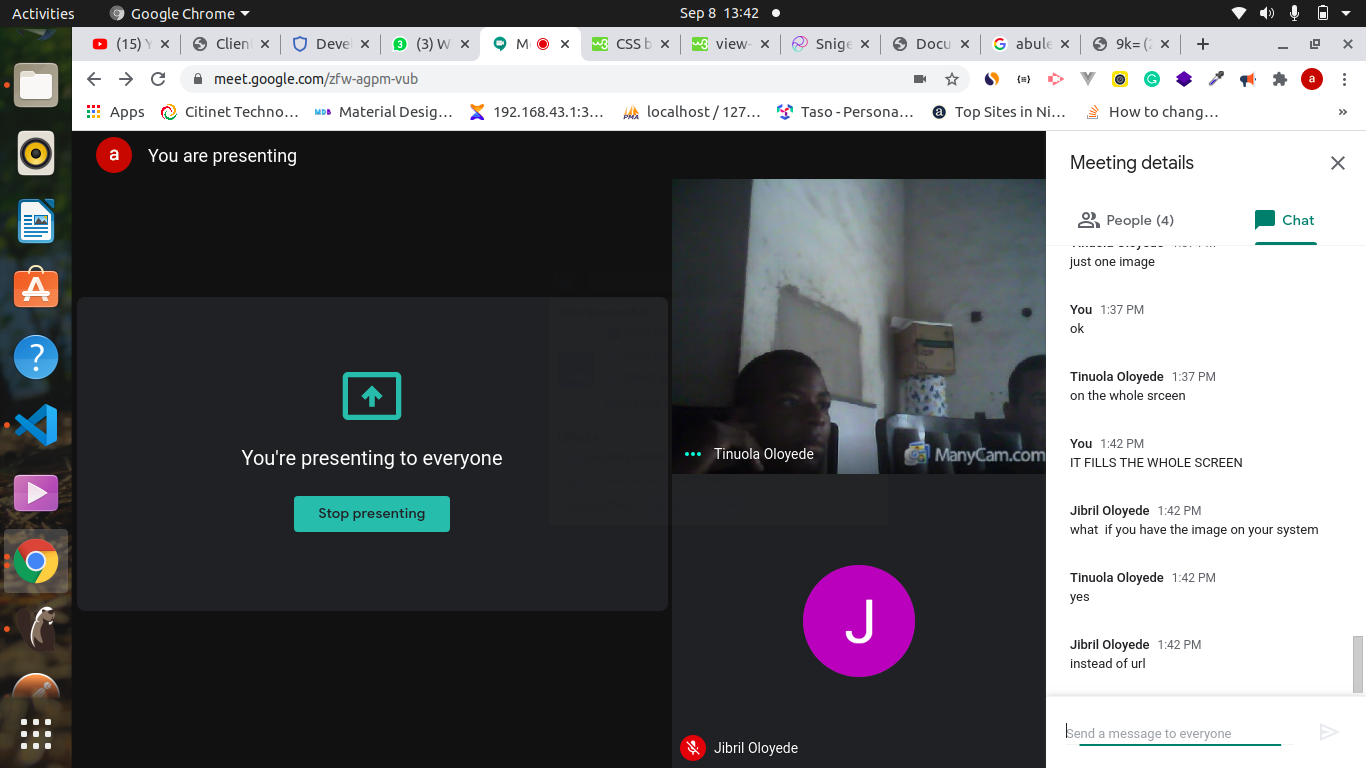 Activities
Google Chrome
Sep 8 13:42
(15) Y
Clien
Deve
(3) W
M
CSS b
view-
Snige
Docu
abule
9k= (2
meet.google.com/zfw-agpm-vub
Apps
Citinet Techno...
Material Desig...
192.168.43.1:3...
localhost / 127...
Taso - Persona...
Top Sites in Ni...
How to chang...
»
a
You are presenting
You're presenting to everyone
Stop presenting
Tinuola Oloyede
ManyCam.com
J
Jibril Oloyede
Meeting details
People (4)
Chat
just one image
You 1:37 PM
ok
Tinuola Oloyede 1:37 PM
on the whole srceen
You 1:42 PM
IT FILLS THE WHOLE SCREEN
Jibril Oloyede 1:42 PM
what if you have the image on your system
Tinuola Oloyede 1:42 PM
yes
Jibril Oloyede 1:42 PM
instead of url
Send a message to everyone